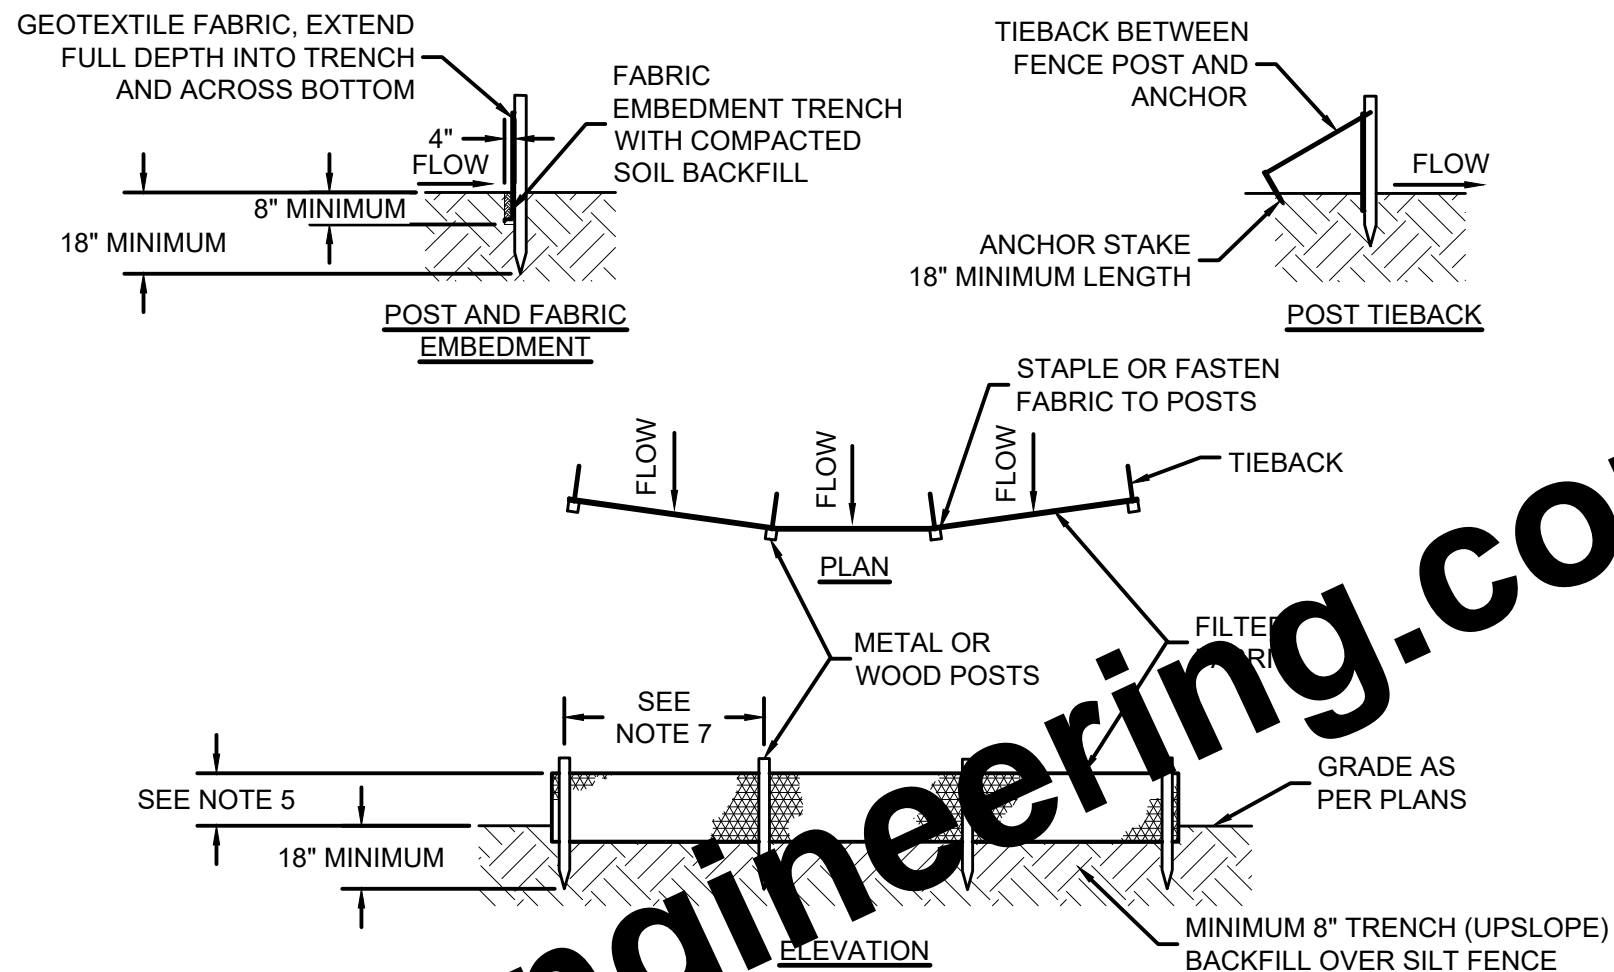 GEOTEXTILE FABRIC, EXTEND
FULL DEPTH INTO TRENCH
AND ACROSS BOTTOM
FABRIC
EMBEDMENT TRENCH
WITH COMPACTED
SOIL BACKFILL
4"
FLOW
8" MINIMUM
18" MINIMUM
POST AND FABRIC
EMBEDMENT
TIEBACK BETWEEN
FENCE POST AND
ANCHOR
FLOW
ANCHOR STAKE
18" MINIMUM LENGTH
POST TIEBACK
STAPLE OR FASTEN
FABRIC TO POSTS
FLOW
FLOW
FLOW
TIEBACK
PLAN
METAL OR
WOOD POSTS
FILTER
FABRIC
SEE
NOTE 7
SEE NOTE 5
18" MINIMUM
GRADE AS
PER PLANS
ELEVATION
MINIMUM 8" TRENCH (UPSLOPE)
BACKFILL OVER SILT FENCE